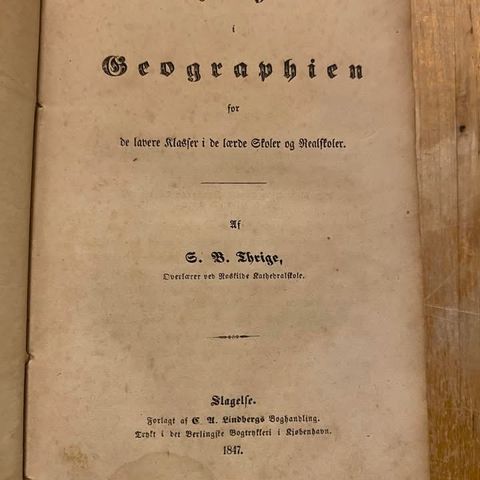 i
Geographien
for
de lavere Klasser i de lærde Skoler og Realskoler.
Af
S. B. Thrige,
Overlærer ved Roskilde Kathedralskole.
Slagelse.
Forlagt af C. A. Lindbergs Boghandling.
Trykt i det Berlingske Bogtrykkeri i Kjøbenhavn.
1847.